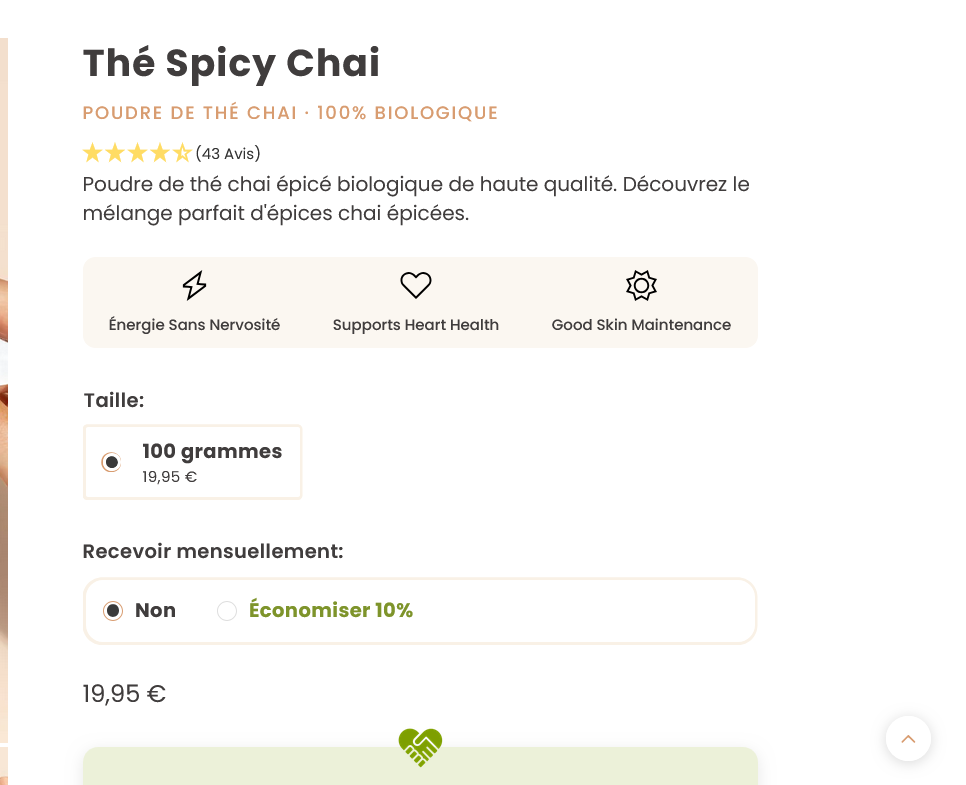 Thé Spicy Chai
POUDRE DE THÉ CHAI · 100% BIOLOGIQUE
(43 Avis)
Poudre de thé chai épicé biologique de haute qualité. Découvrez le
mélange parfait d'épices chai épicées.
Énergie Sans Nervosité
Supports Heart Health
Good Skin Maintenance
Taille:
100 grammes
19,95 €
Recevoir mensuellement:
Non
Économiser 10%
19,95 €